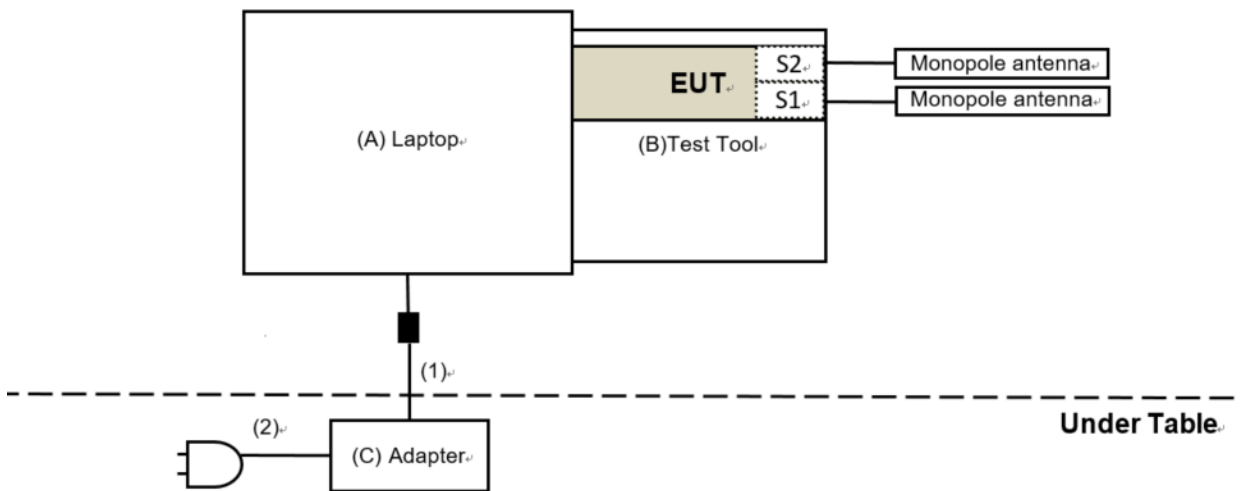 S2
Monopole antenna
EUT
S1
Monopole antenna
(A) Laptop
(B)Test Tool
(1)
Under Table
(2)
(C) Adapter